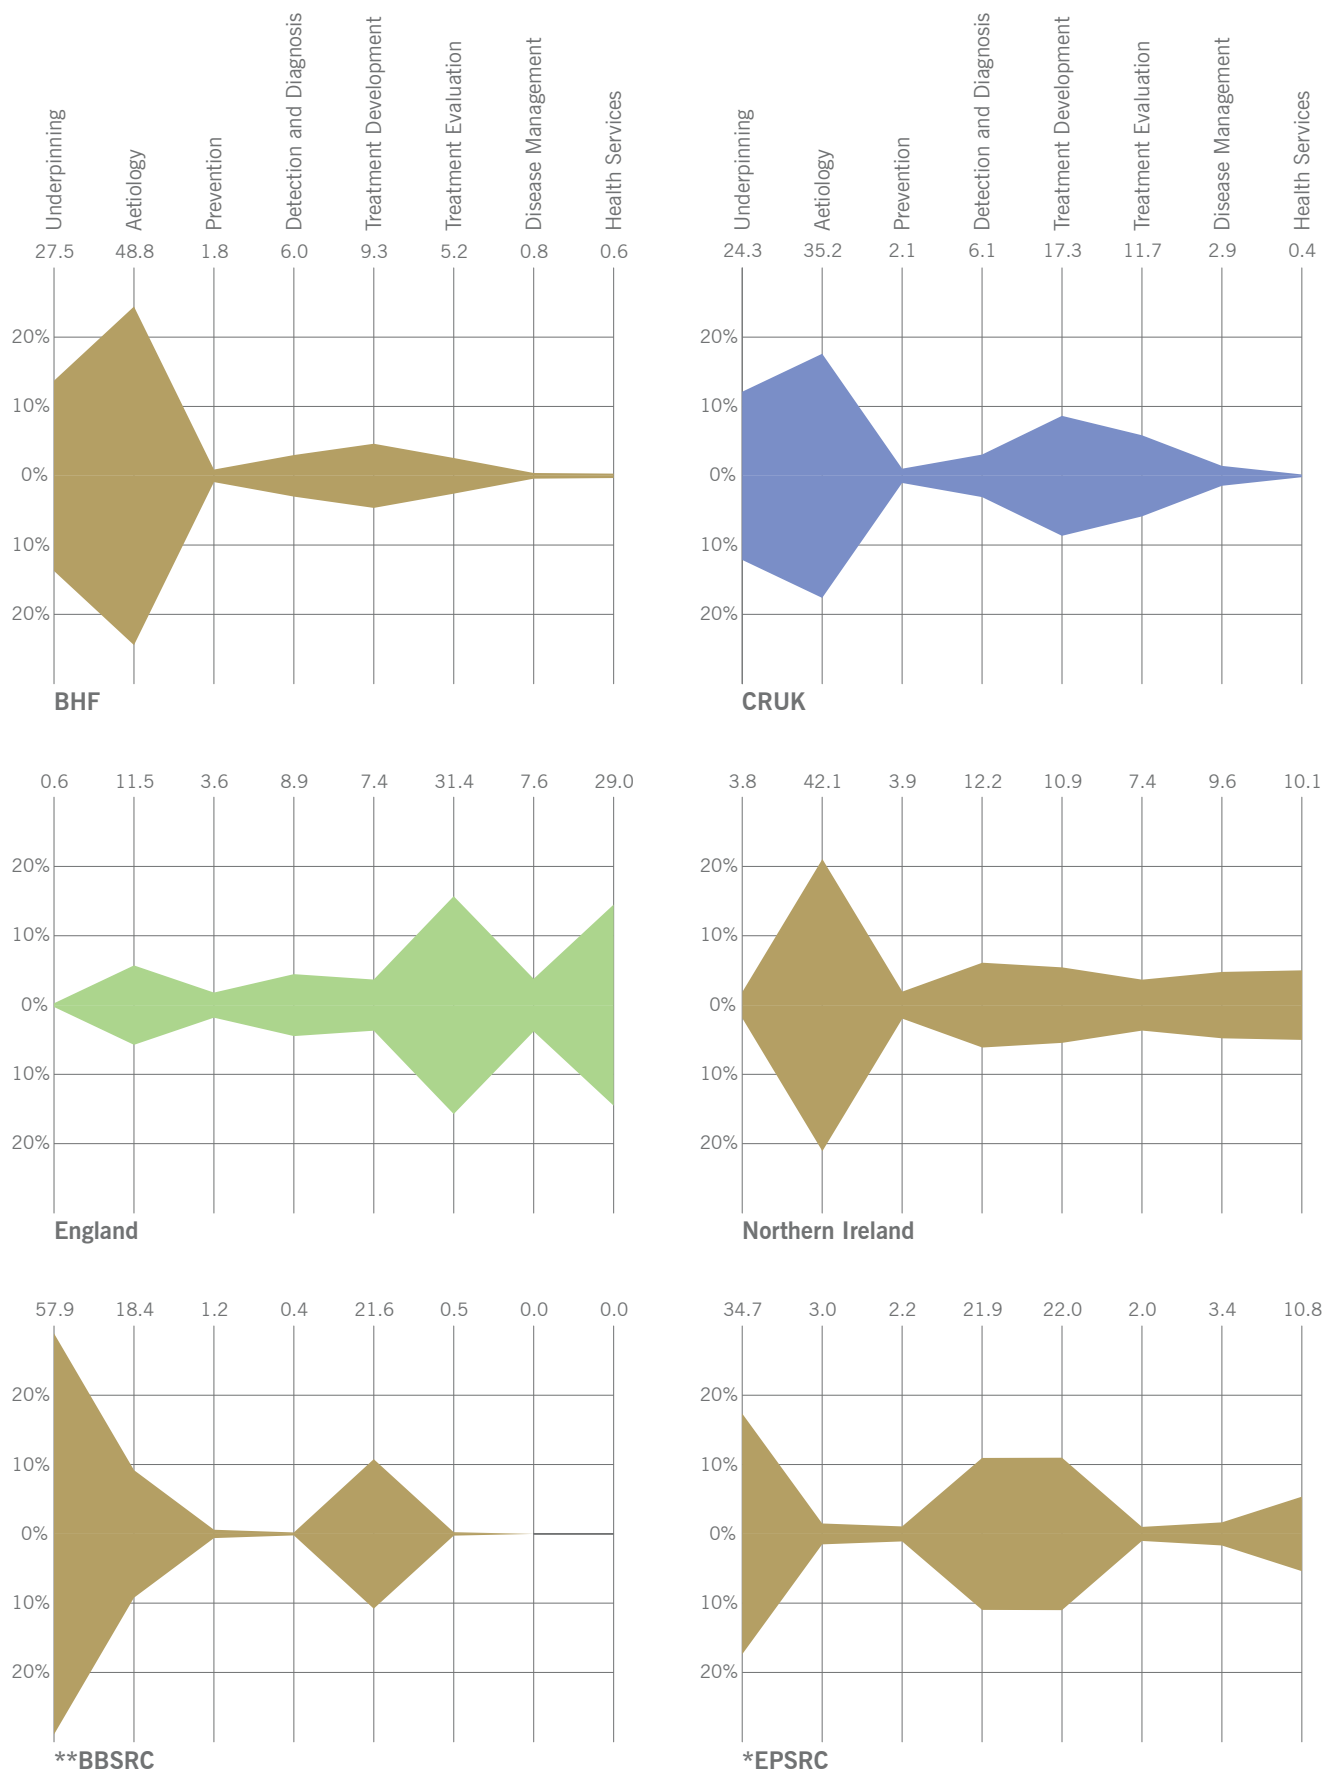 Underpinning
Aetiology
Prevention
Detection and Diagnosis
Treatment Development
Treatment Evaluation
Disease Management
Health Services
27.5 48.8 1.8 6.0 9.3 5.2 0.8 0.6
20%
10%
0%
10%
20%
BHF
Underpinning
Aetiology
Prevention
Detection and Diagnosis
Treatment Development
Treatment Evaluation
Disease Management
Health Services
24.3 35.2 2.1 6.1 17.3 11.7 2.9 0.4
20%
10%
0%
10%
20%
CRUK
0.6 11.5 3.6 8.9 7.4 31.4 7.6 29.0
20%
10%
0%
10%
20%
England
3.8 42.1 3.9 12.2 10.9 7.4 9.6 10.1
20%
10%
0%
10%
20%
Northern Ireland
57.9 18.4 1.2 0.4 21.6 0.5 0.0 0.0
20%
10%
0%
10%
20%
**BBSRC
34.7 3.0 2.2 21.9 22.0 2.0 3.4 10.8
20%
10%
0%
10%
20%
*EPSRC